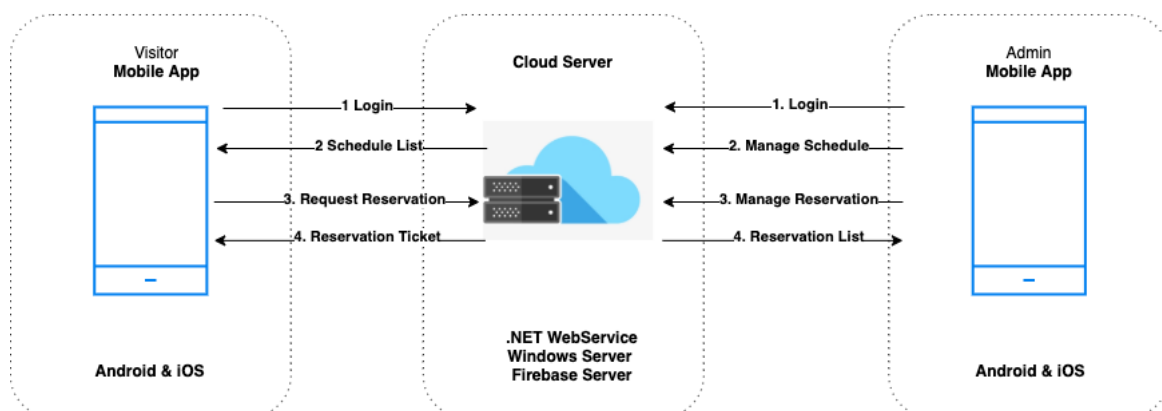 Visitor
Mobile App
1 Login
2 Schedule List
3. Request Reservation
4. Reservation Ticket
Android & iOS
Cloud Server
.NET WebService
Windows Server
Firebase Server
Admin
Mobile App
1. Login
2. Manage Schedule
3. Manage Reservation
4. Reservation List
Android & iOS